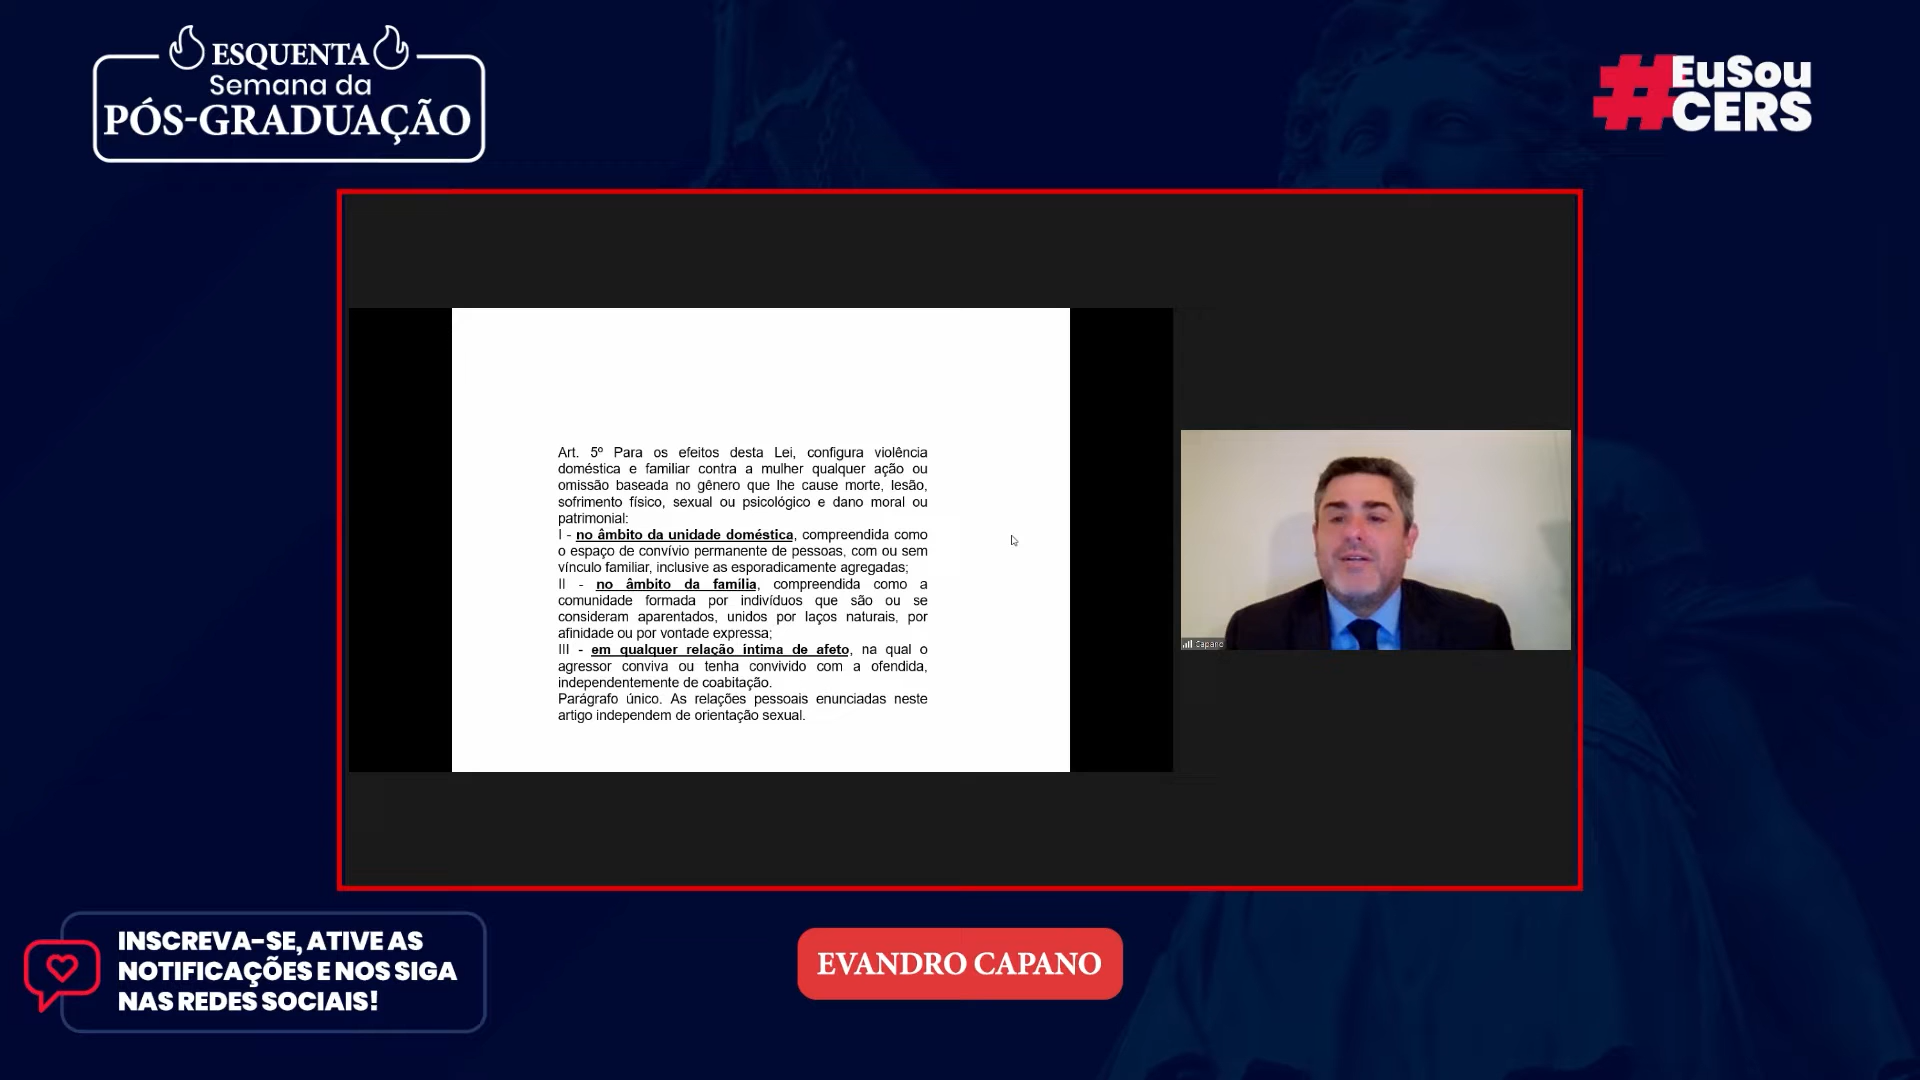 ESQUENTA
Semana da
PÓS-GRADUAÇÃO
#EuSou
CERS
Art. 5º Para os efeitos desta Lei, configura violência
doméstica e familiar contra a mulher qualquer ação ou
omissão baseada no gênero que lhe cause morte, lesão,
sofrimento físico, sexual ou psicológico e dano moral ou
patrimonial:
I - no âmbito da unidade doméstica, compreendida como
o espaço de convívio permanente de pessoas, com ou sem
vínculo familiar, inclusive as esporadicamente agregadas;
II - no âmbito da família, compreendida como a
comunidade formada por indivíduos que são ou se
consideram aparentados, unidos por laços naturais, por
afinidade ou por vontade expressa;
III - em qualquer relação íntima de afeto, na qual o
agressor conviva ou tenha convivido com a ofendida,
independentemente de coabitação.
Parágrafo único. As relações pessoais enunciadas neste
artigo independem de orientação sexual.
Capano
INSCREVA-SE, ATIVE AS
NOTIFICAÇÕES E NOS SIGA
NAS REDES SOCIAIS!
EVANDRO CAPANO